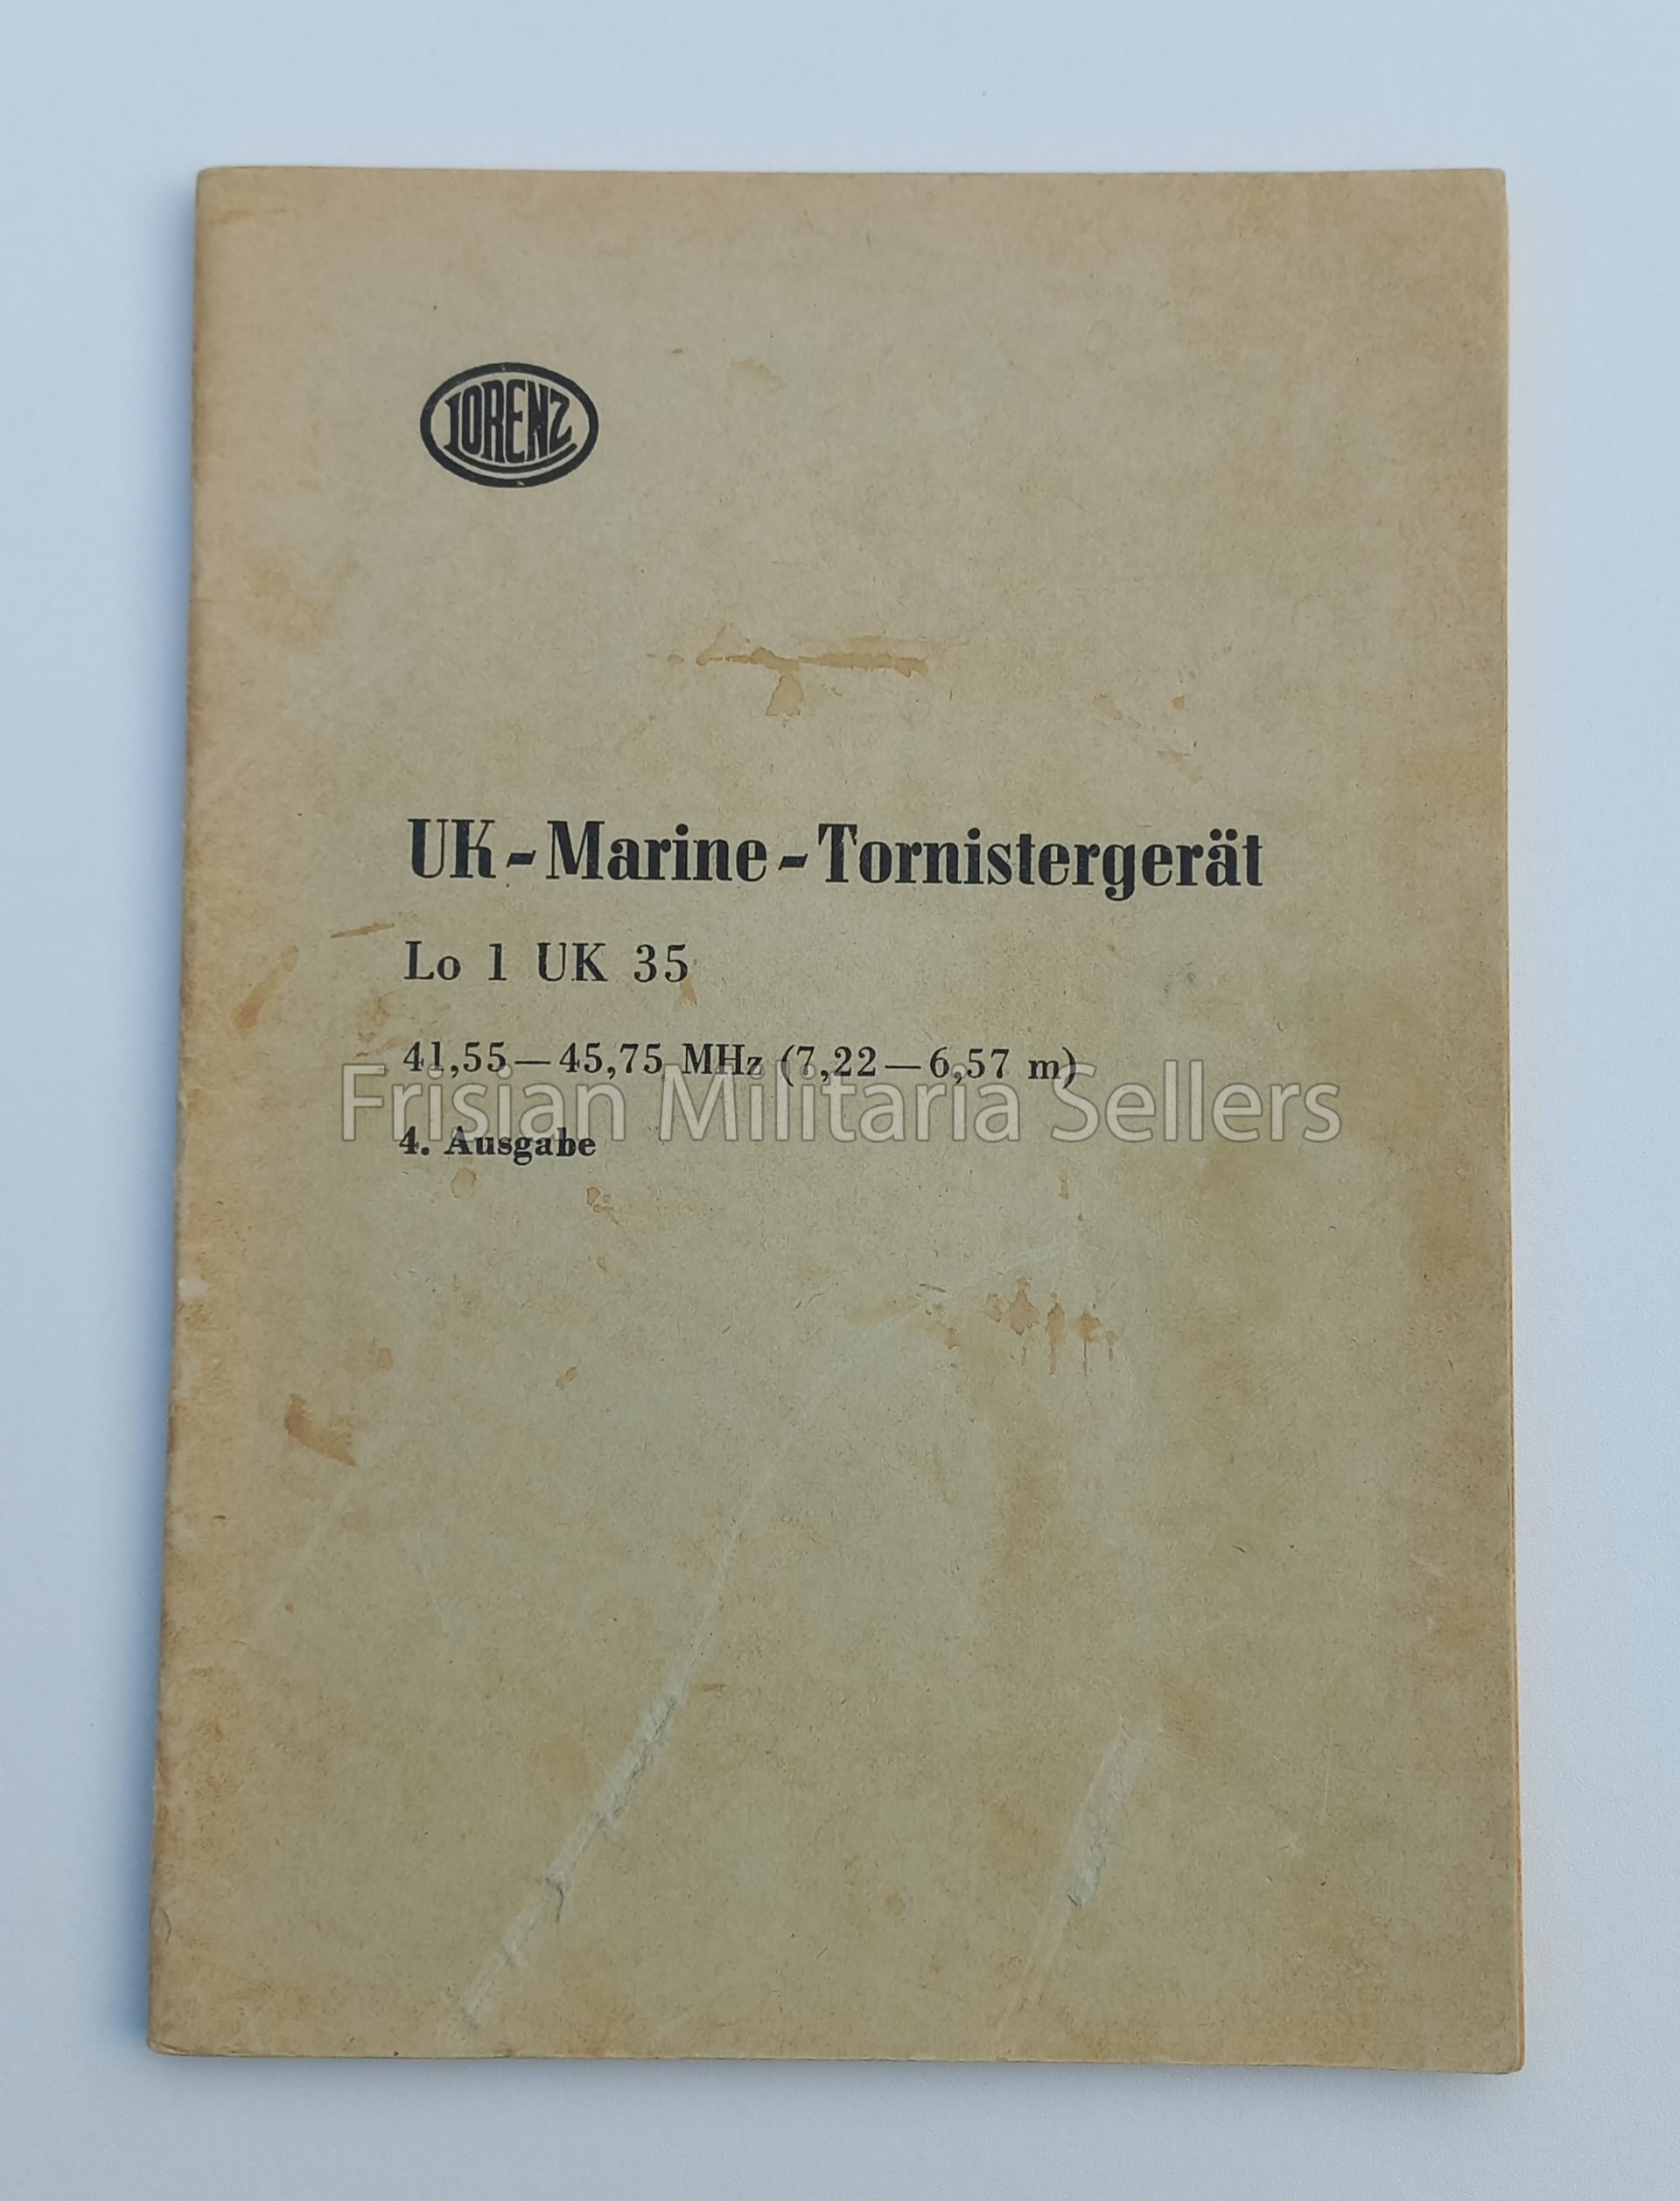 LORENZ
UK-Marine-Tornistergerät
Lo 1 UK 35
41,55—45,75 MHz (7,22—6,57 m)
Frisian Militaria Sellers
4. Ausgabe